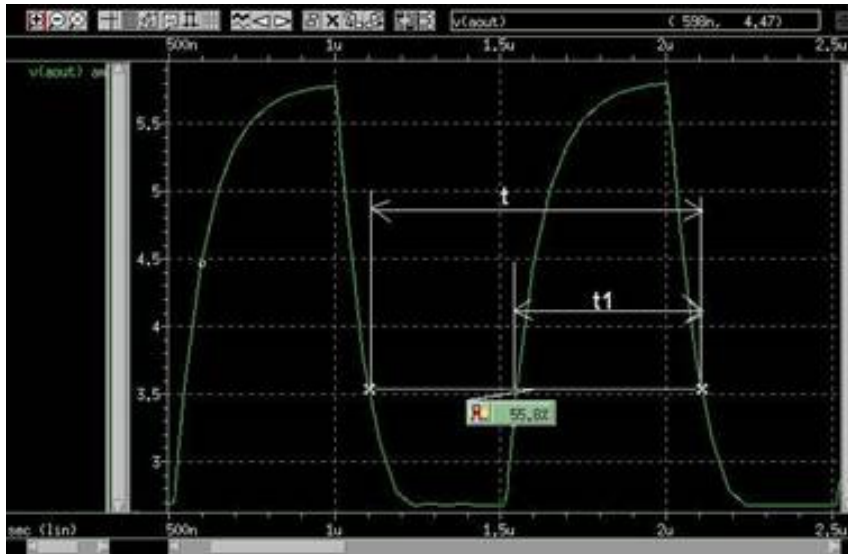 v(aout) ( 598n, 4.47)
500n 1u 1.5u 2u 2.5u
v(aout)
5.5
5
4.5
4
3.5
3
t
t1
55.8%
sec (lin) 500n 1u 1.5u 2u 2.5u